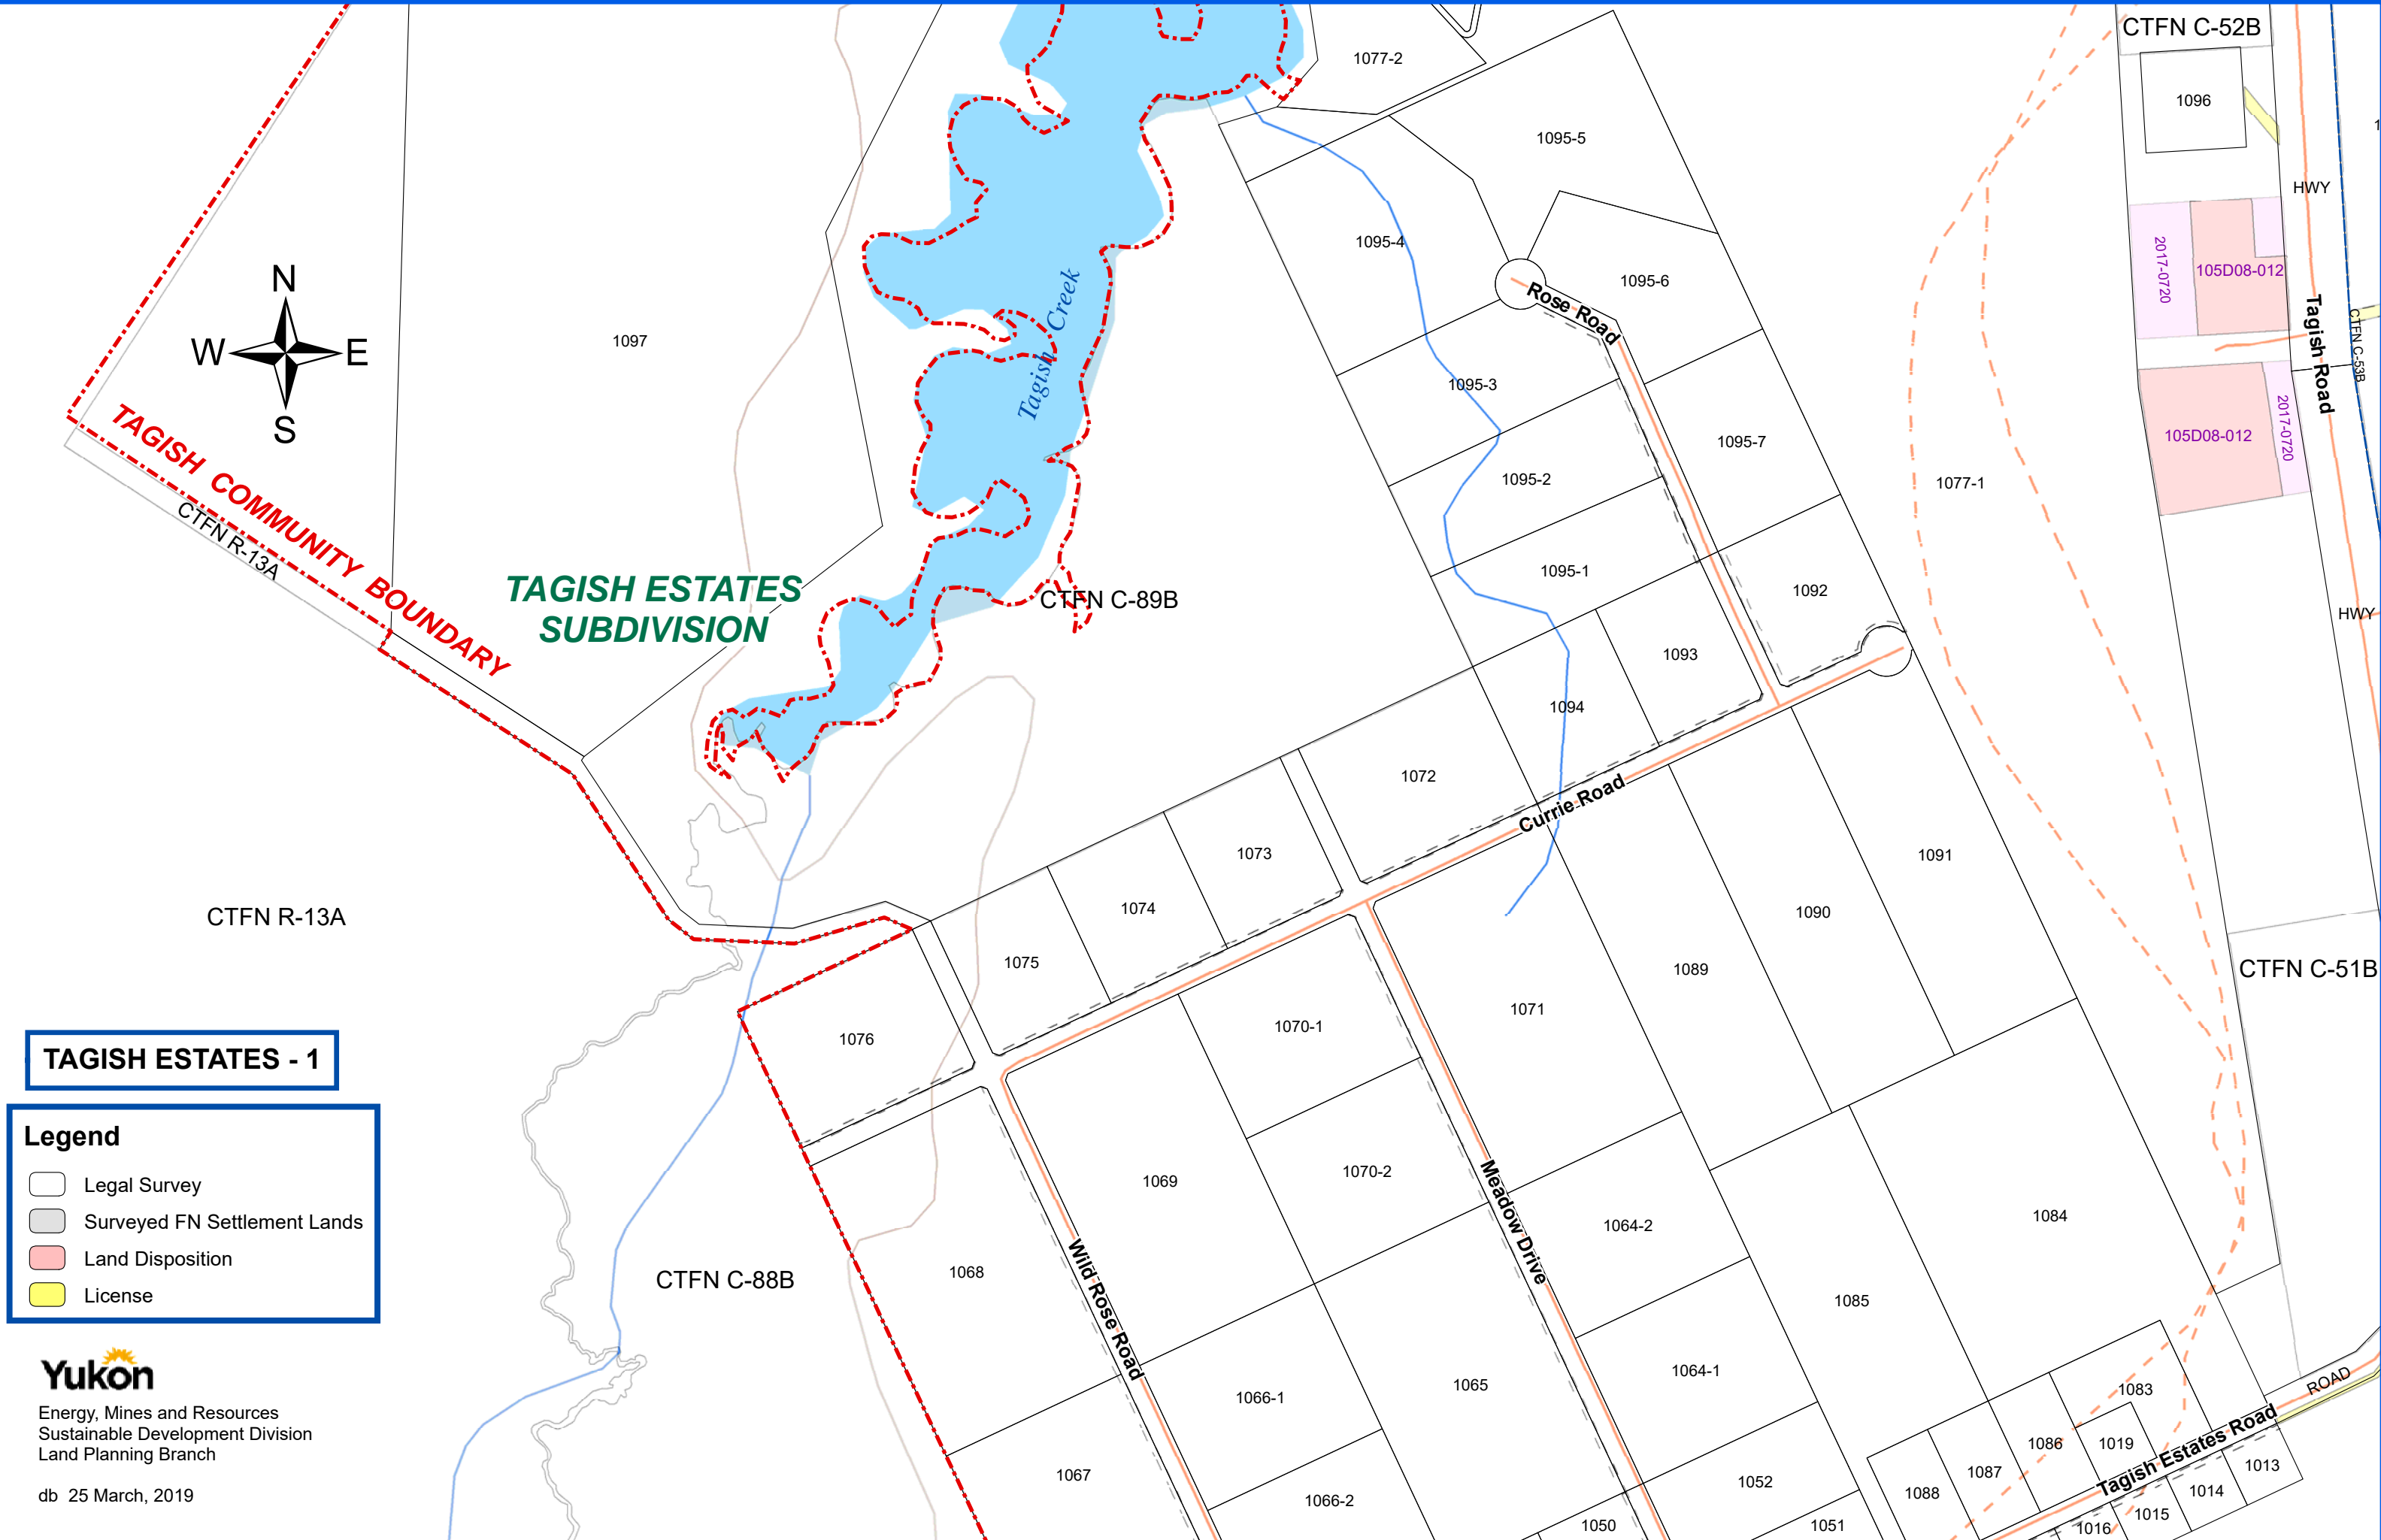 CTFN C-52B
1077-2
1096
1
1095-5
HWY
1095-4
2017-0720
105D08-012
1095-6
Rose Road
N
W E
S
1097
Tagish Creek
Tagish Road
CTFN C-53B
1095-3
1095-7
105D08-012
2017-0720
1095-2
1077-1
TAGISH COMMUNITY BOUNDARY
CTFN R-13A
1095-1
TAGISH ESTATES
SUBDIVISION
CTFN C-89B
1092
HWY
1093
1094
1072
Currie Road
1073
1091
1074
1090
CTFN R-13A
1075
1089
CTFN C-51B
1071
1070-1
1076
TAGISH ESTATES - 1
Legend
Legal Survey
Surveyed FN Settlement Lands
Land Disposition
License
1069
1070-2
Meadow Drive
1064-2
1084
1068
Wild Rose Road
CTFN C-88B
1085
1064-1
1065
1066-1
1083
ROAD
1086
1019
Tagish Estates Road
1013
1067
1087
1088
1014
1066-2
1052
1015
1050
1051
1016
Yukon
Energy, Mines and Resources
Sustainable Development Division
Land Planning Branch
db 25 March, 2019